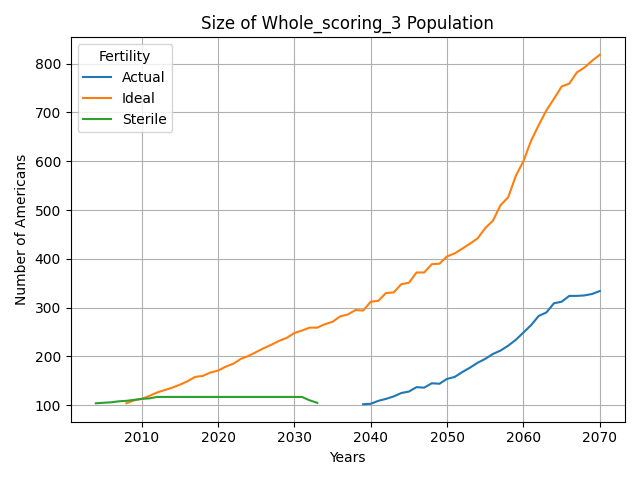 Size of Whole_scoring_3 Population
Fertility
Actual
Ideal
Sterile
Number of Americans
800
700
600
500
400
300
200
100
2010 2020 2030 2040 2050 2060 2070
Years